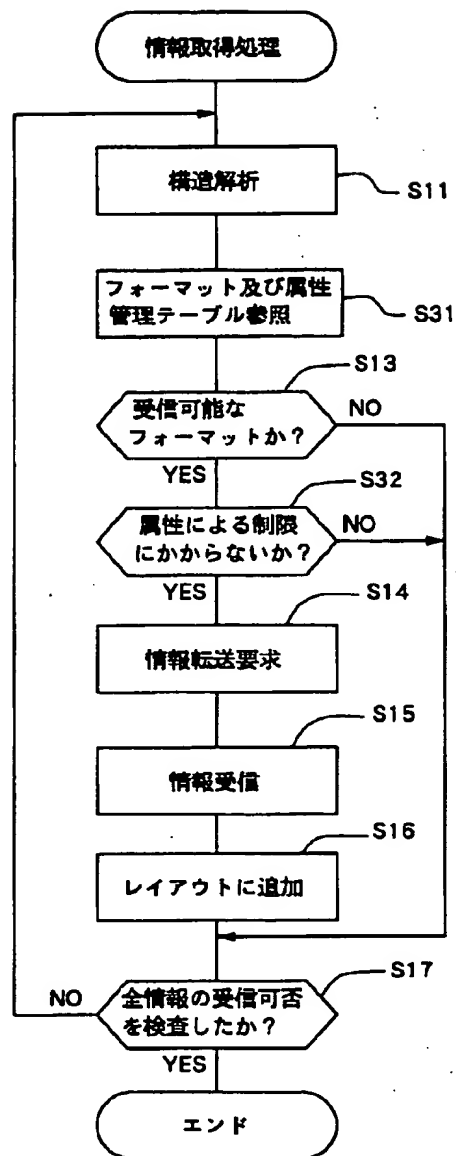 情報取得処理
構造解析
S11
フォーマット及び属性
管理テーブル参照
S31
S13
受信可能な
フォーマットか？
NO
YES
S32
属性による制限
にかからないか？
NO
YES
S14
情報転送要求
S15
情報受信
S16
レイアウトに追加
S17
NO
全情報の受信可否
を検査したか？
YES
エンド